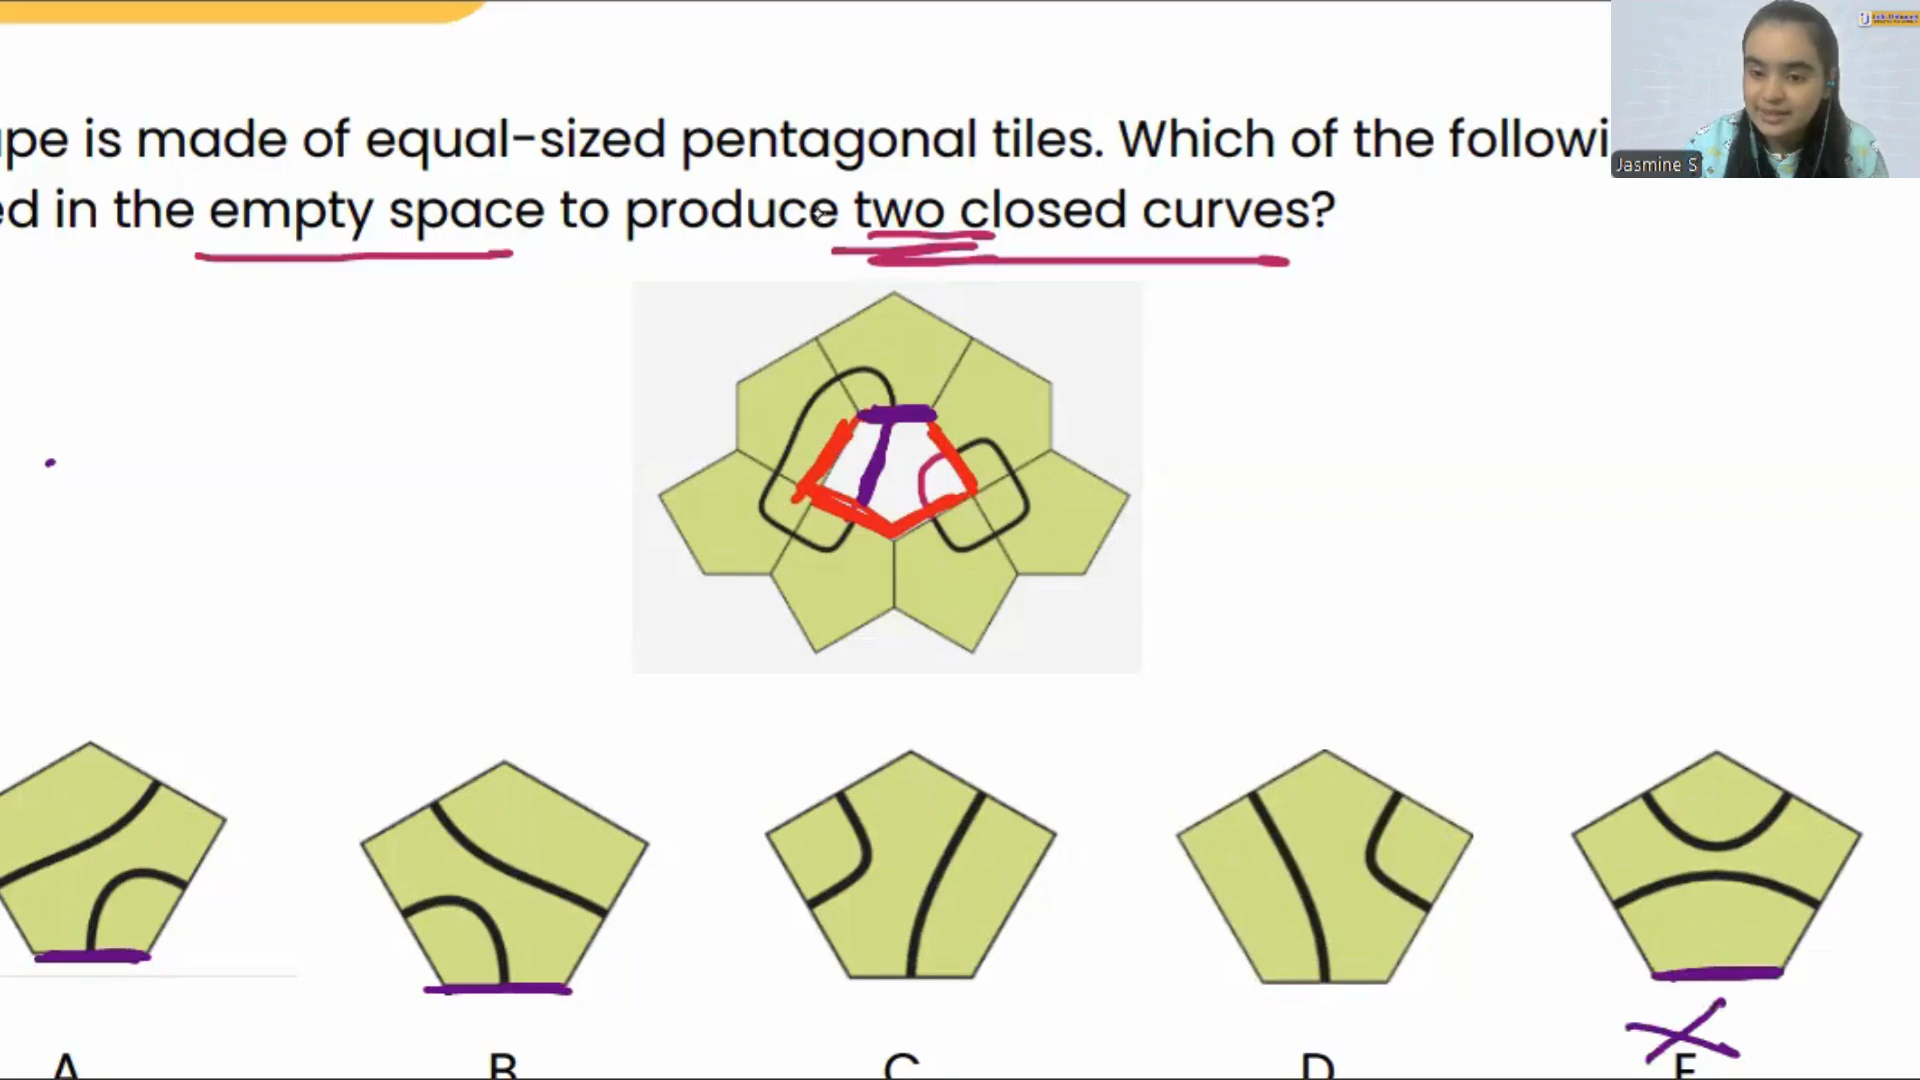 ape is made of equal-sized pentagonal tiles. Which of the followi
ed in the empty space to produce two closed curves?
Jasmine S
A
B
C
D
E